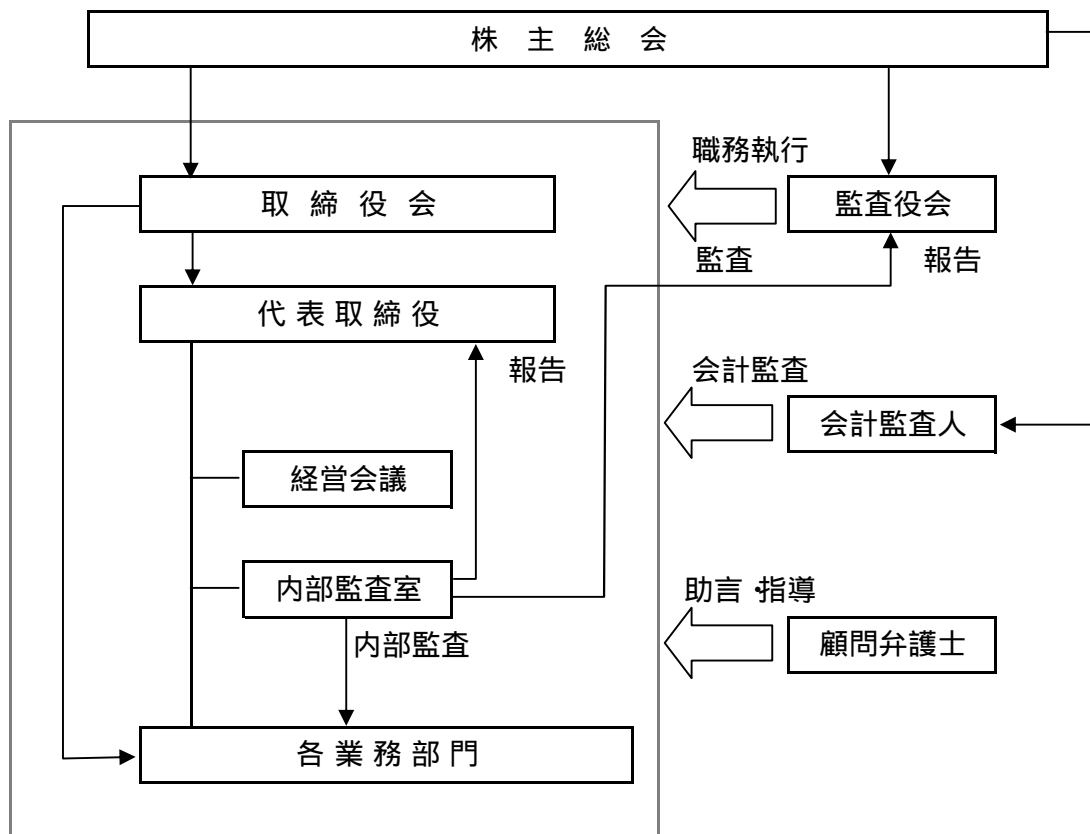 株主総会
職務執行
取締役会
監査役会
監査
報告
代表取締役
報告
会計監査
会計監査人
経営会議
内部監査室
助言・指導
内部監査
顧問弁護士
各業務部門